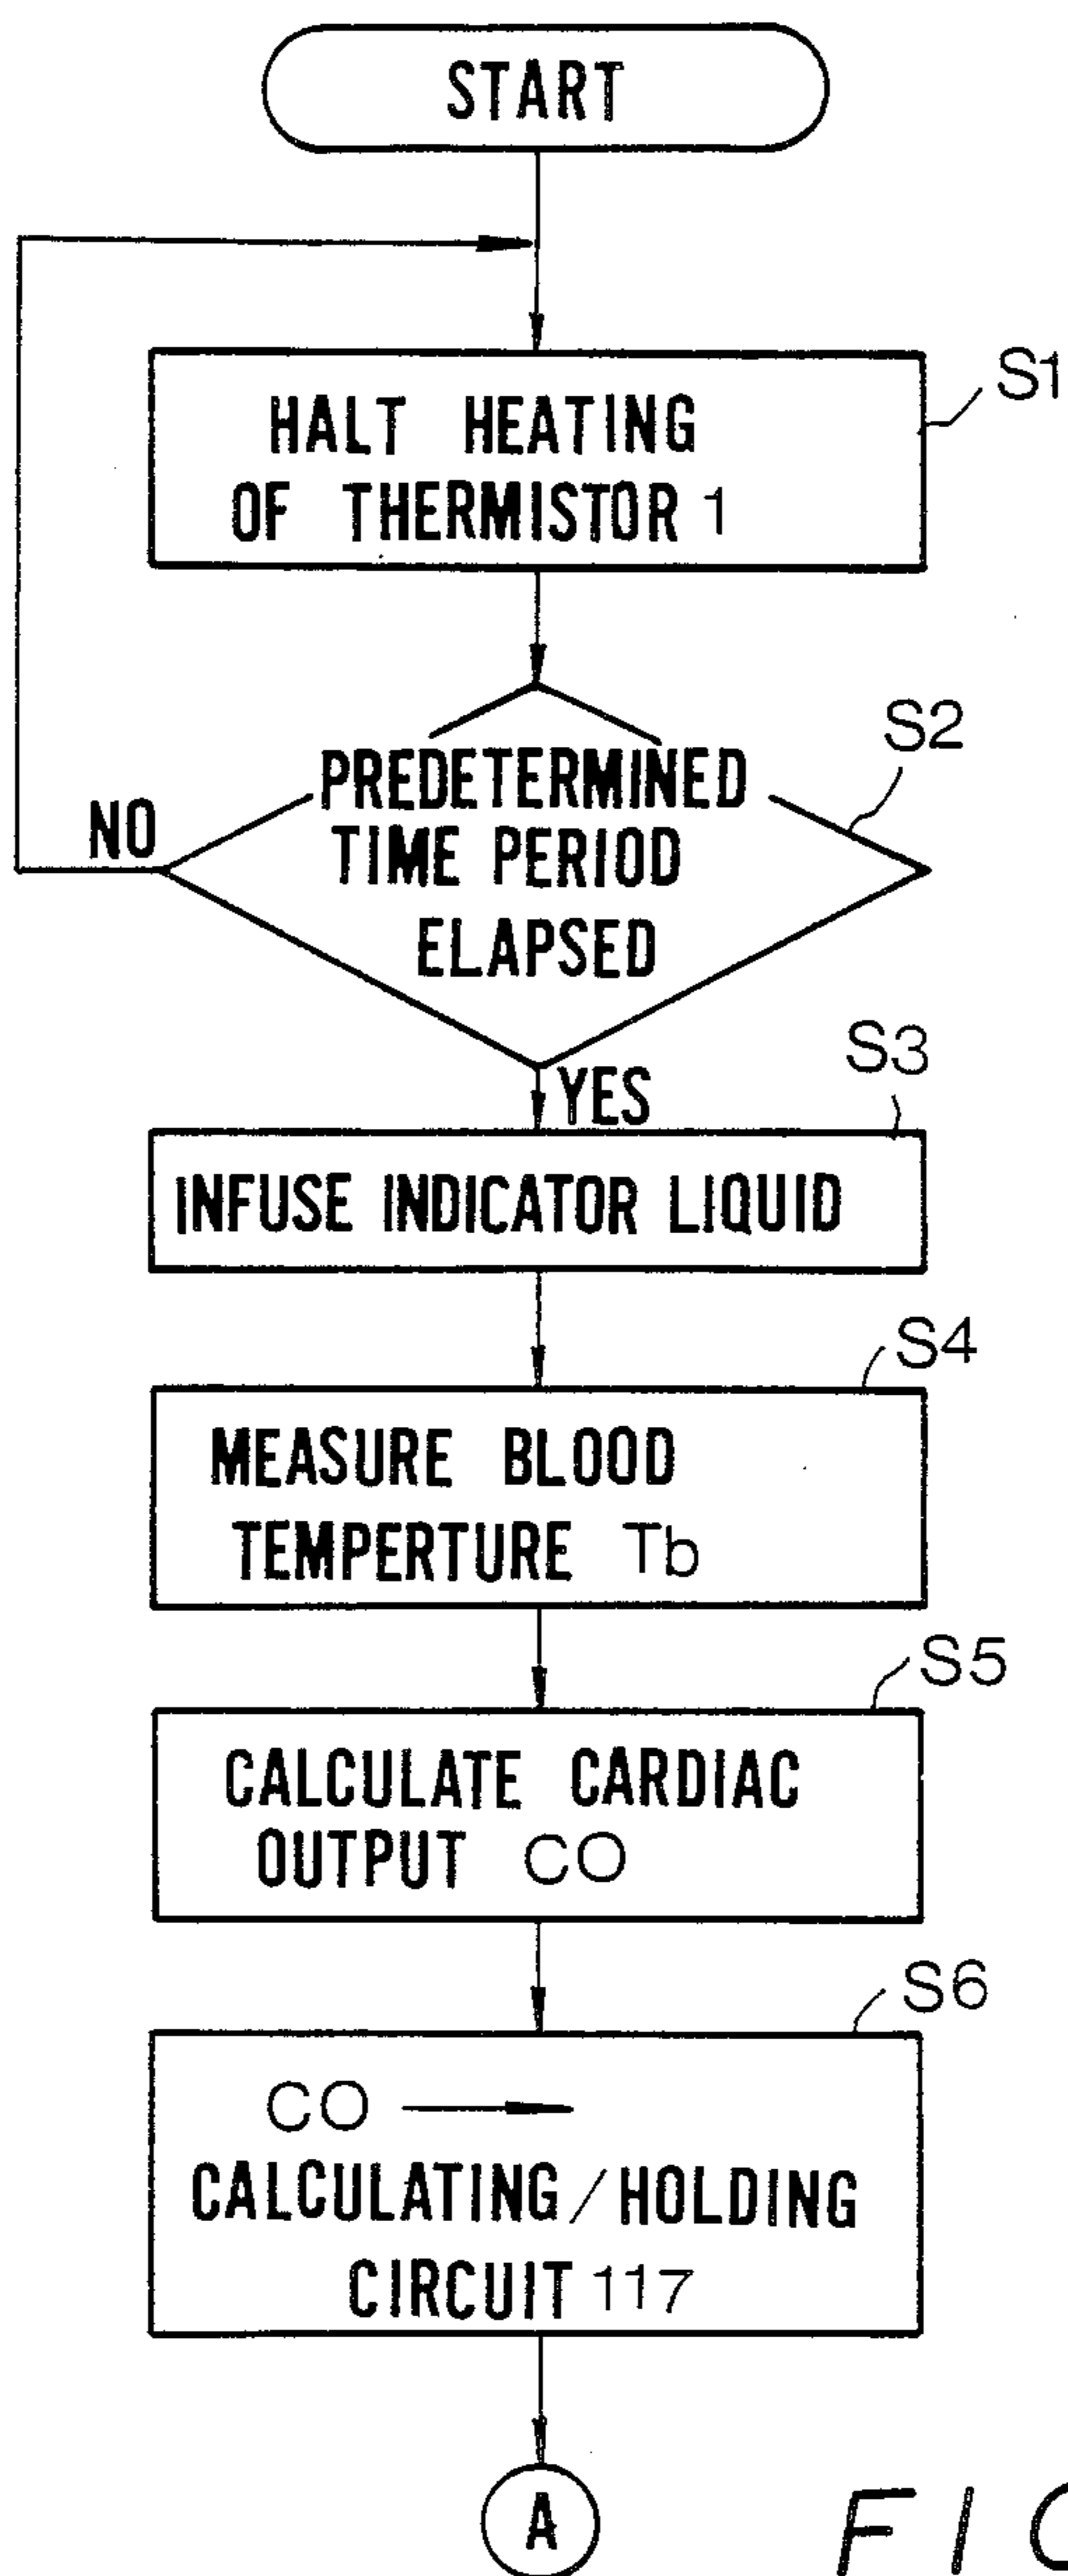 START
HALT HEATING
OF THERMISTOR 1
S1
PREDETERMINED
TIME PERIOD
ELAPSED
S2
NO
YES
S3
INFUSE INDICATOR LIQUID
S4
MEASURE BLOOD
TEMPERTURE Tb
S5
CALCULATE CARDIAC
OUTPUT CO
S6
CO
CALCULATING/HOLDING
CIRCUIT 117
A